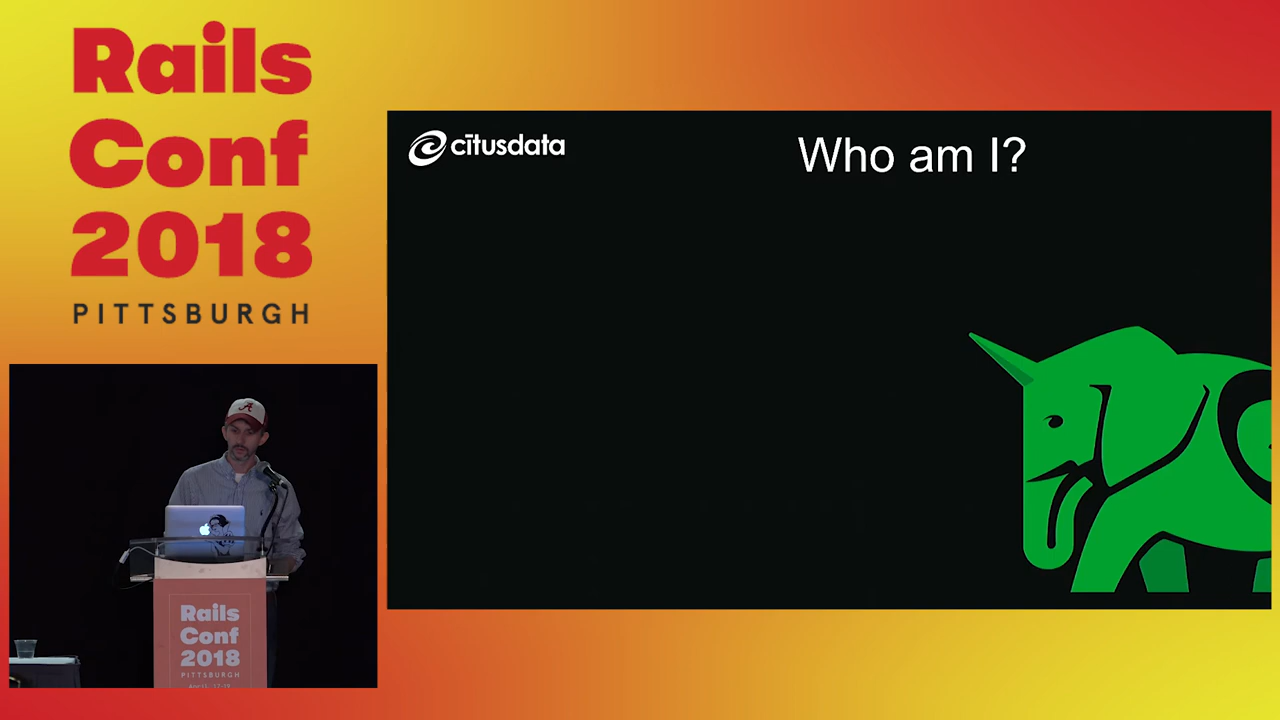 Rails
Conf
2018
PITTSBURGH
citusdata
Who am I?
A
Rails
Conf
2018
PITTSBURGH